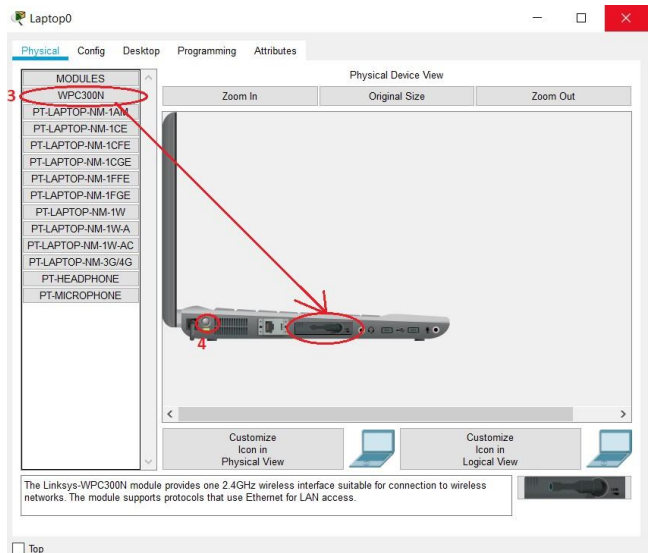 Laptop0
Physical Config Desktop Programming Attributes
MODULES
3 WPC300N
PT-LAPTOP-NM-1AM
PT-LAPTOP-NM-1CE
PT-LAPTOP-NM-1CFE
PT-LAPTOP-NM-1CGE
PT-LAPTOP-NM-1FFE
PT-LAPTOP-NM-1FGE
PT-LAPTOP-NM-1W
PT-LAPTOP-NM-1W-A
PT-LAPTOP-NM-1W-AC
PT-LAPTOP-NM-3G/4G
PT-HEADPHONE
PT-MICROPHONE
Physical Device View
Zoom In Original Size Zoom Out
4
Customize
Icon in
Physical View
Customize
Icon in
Logical View
The Linksys-WPC300N module provides one 2.4GHz wireless interface suitable for connection to wireless
networks. The module supports protocols that use Ethernet for LAN access.
Top